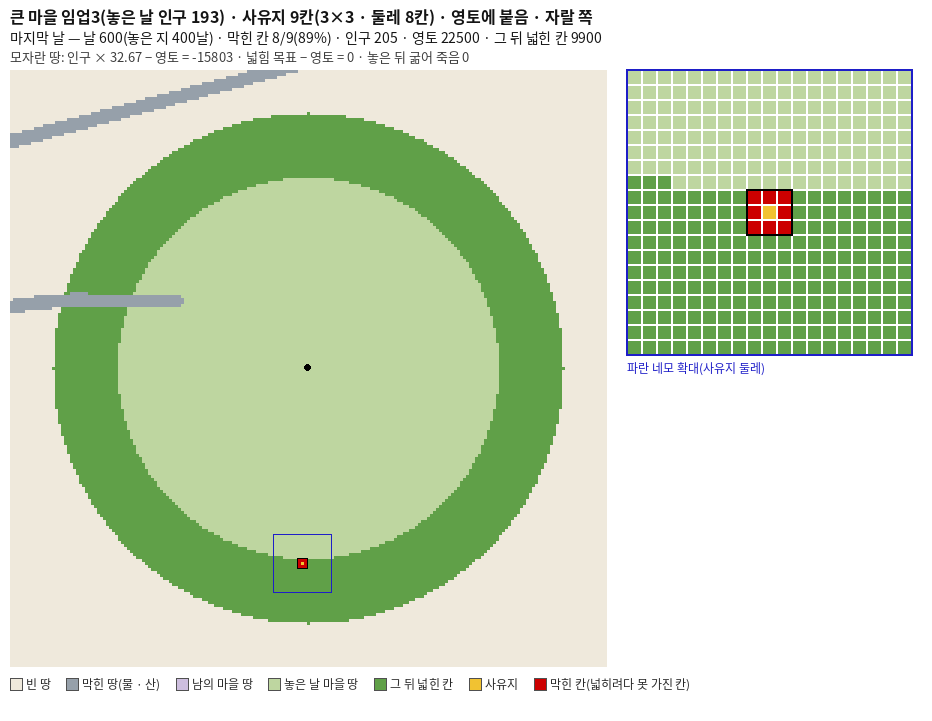 큰 마을 임업3(놓은 날 인구 193) · 사유지 9칸(3×3 · 둘레 8칸) · 영토에 붙음 · 자랄 쪽
마지막 날 — 날 600(놓은 지 400날) · 막힌 칸 8/9(89%) · 인구 205 · 영토 22500 · 그 뒤 넓힌 칸 9900
모자란 땅: 인구 × 32.67 − 영토 = -15803 · 넓힘 목표 − 영토 = 0 · 놓은 뒤 굶어 죽음 0
파란 네모 확대(사유지 둘레)
빈 땅 막힌 땅(물 · 산) 남의 마을 땅 놓은 날 마을 땅 그 뒤 넓힌 칸 사유지 막힌 칸(넓히려다 못 가진 칸)